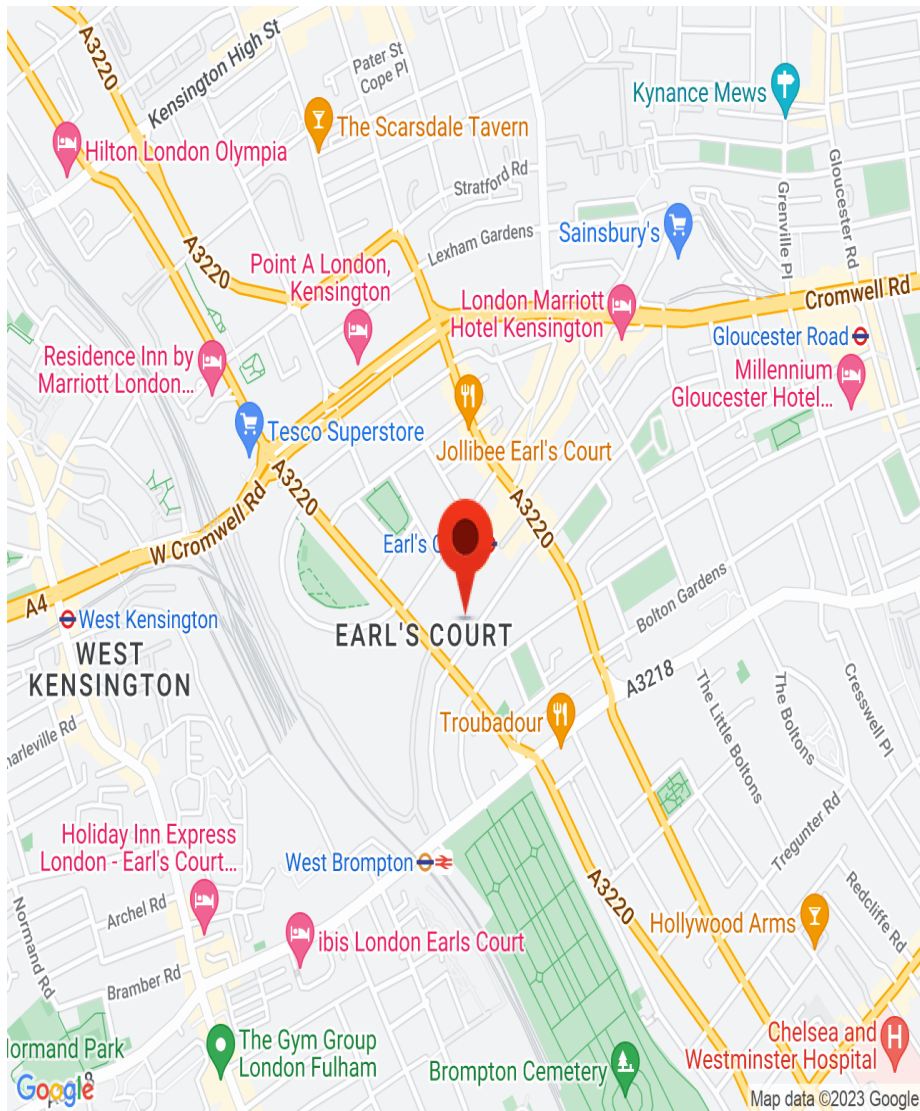 A3220
Kensington High St
Pater St
Cope Pl
Kynance Mews
The Scarsdale Tavern
Hilton London Olympia
Stratford Rd
Gloucester Rd
Grenville Pl
Lexham Gardens
Sainsbury's
A3220
Point A London,
Kensington
London Marriott
Hotel Kensington
Cromwell Rd
Gloucester Road
Residence Inn by
Marriott London...
Millennium
Gloucester Hotel...
Tesco Superstore
Jollibee Earl's Court
A3220
A3220
W Cromwell Rd
Earl's
A4
West Kensington
Bolton Gardens
EARL'S COURT
WEST
KENSINGTON
A3218
The Little Boltons
The Boltons
Cresswell Pl
Troubadour
harleville Rd
Tregunter Rd
Holiday Inn Express
London - Earl's Court...
West Brompton
A3220
Redcliffe Rd
Archel Rd
Normand Rd
Hollywood Arms
ibis London Earls Court
Bramber Rd
The Gym Group
London Fulham
Chelsea and
Westminster Hospital
H
ormand Park
Brompton Cemetery
Google
Map data ©2023 Google